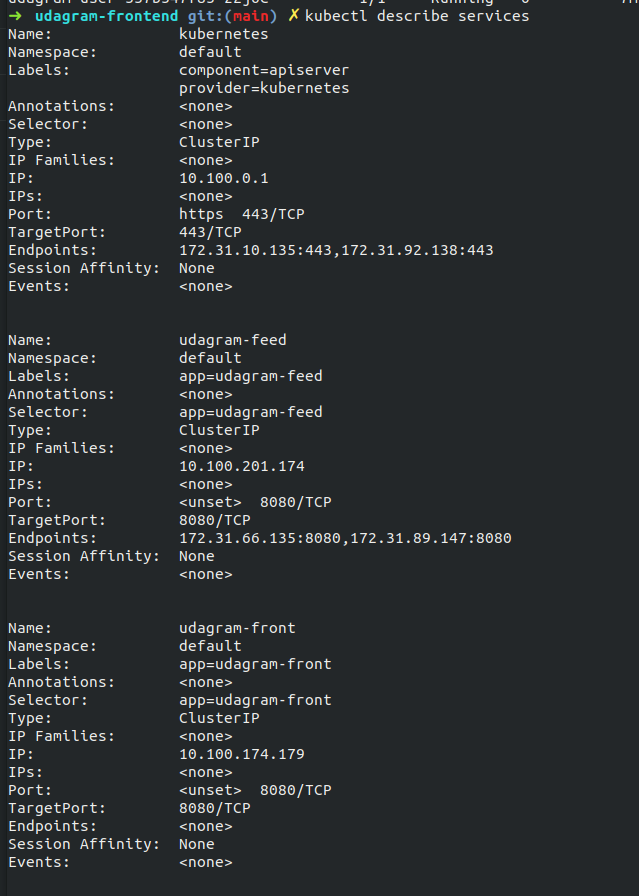 ➜ udagram-frontend git:(main) ✗ kubectl describe services
Name: kubernetes
Namespace: default
Labels: component=apiserver
provider=kubernetes
Annotations: <none>
Selector: <none>
Type: ClusterIP
IP Families: <none>
IP: 10.100.0.1
IPs: <none>
Port: https 443/TCP
TargetPort: 443/TCP
Endpoints: 172.31.10.135:443,172.31.92.138:443
Session Affinity: None
Events: <none>
Name: udagram-feed
Namespace: default
Labels: app=udagram-feed
Annotations: <none>
Selector: app=udagram-feed
Type: ClusterIP
IP Families: <none>
IP: 10.100.201.174
IPs: <none>
Port: <unset> 8080/TCP
TargetPort: 8080/TCP
Endpoints: 172.31.66.135:8080,172.31.89.147:8080
Session Affinity: None
Events: <none>
Name: udagram-front
Namespace: default
Labels: app=udagram-front
Annotations: <none>
Selector: app=udagram-front
Type: ClusterIP
IP Families: <none>
IP: 10.100.174.179
IPs: <none>
Port: <unset> 8080/TCP
TargetPort: 8080/TCP
Endpoints: <none>
Session Affinity: None
Events: <none>